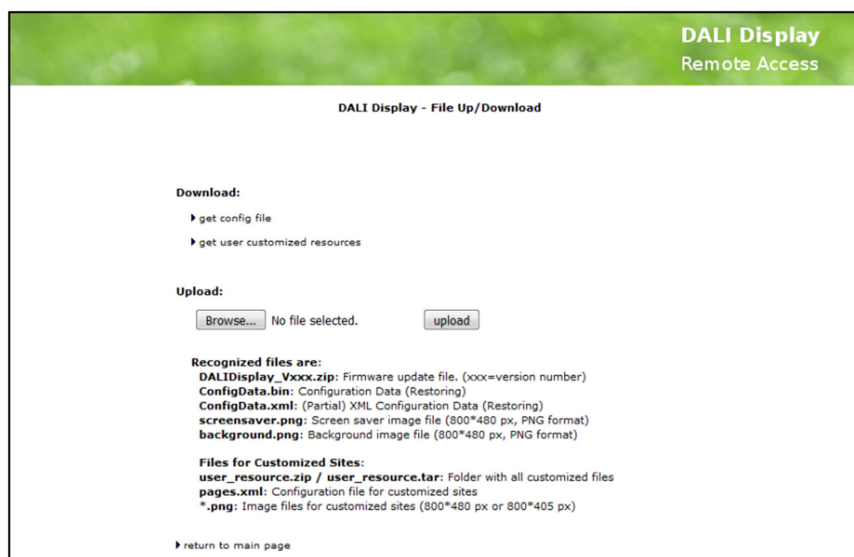 DALI Display
Remote Access
DALI Display - File Up/Download
Download:
get config file
get user customized resources
Upload:
Browse... No file selected. upload
Recognized files are:
DALIDisplay_Vxxx.zip: Firmware update file. (xxx=version number)
ConfigData.bin: Configuration Data (Restoring)
ConfigData.xml: (Partial) XML Configuration Data (Restoring)
screensaver.png: Screen saver image file (800*480 px, PNG format)
background.png: Background image file (800*480 px, PNG format)
Files for Customized Sites:
user_resource.zip / user_resource.tar: Folder with all customized files
pages.xml: Configuration file for customized sites
*.png: Image files for customized sites (800*480 px or 800*405 px)
return to main page